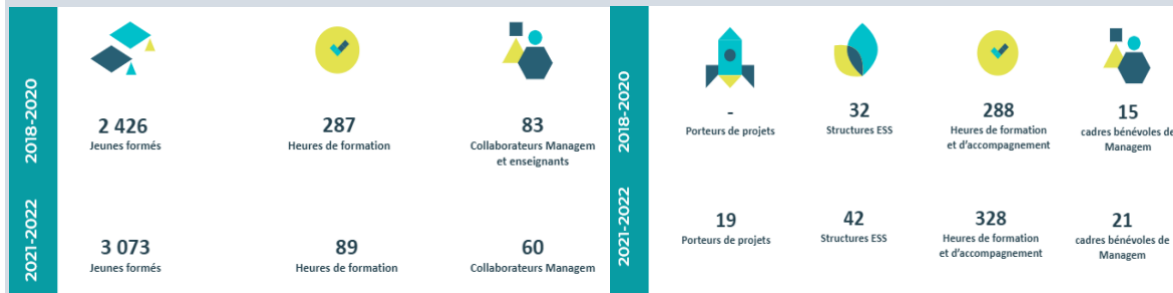 2018-2020
2 426
Jeunes formés
287
Heures de formation
83
Collaborateurs Managem
et enseignants
2021-2022
3 073
Jeunes formés
89
Heures de formation
60
Collaborateurs Managem
2018-2020
-
Porteurs de projets
32
Structures ESS
288
Heures de formation
et d'accompagnement
15
cadres bénévoles de
Managem
2021-2022
19
Porteurs de projets
42
Structures ESS
328
Heures de formation
et d'accompagnement
21
cadres bénévoles de
Managem